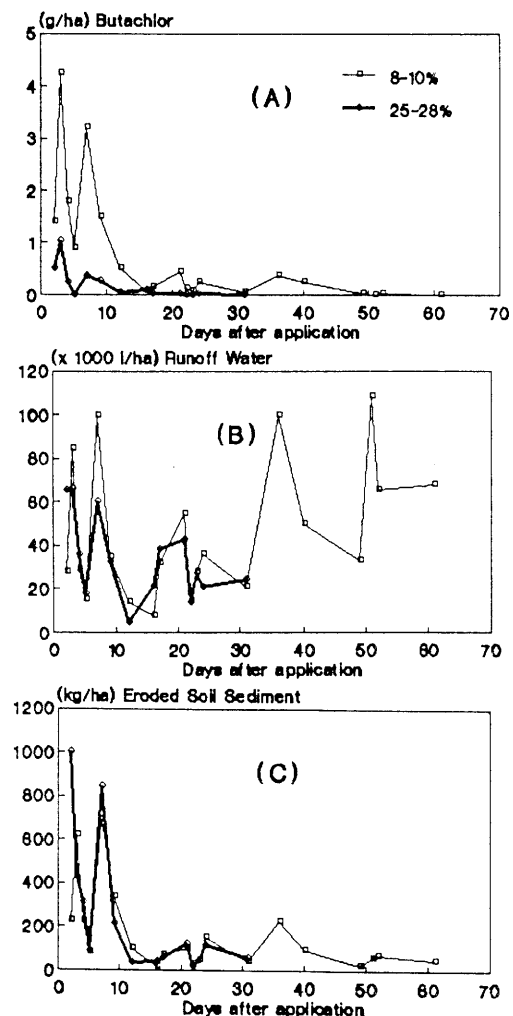 (g/ha) Butachlor
5
4
3
2
1
0
(A)
8-10%
25-28%
0 10 20 30 40 50 60 70
Days after application
(x 1000 l/ha) Runoff Water
120
100
80
60
40
20
0
(B)
0 10 20 30 40 50 60 70
Days after application
(kg/ha) Eroded Soil Sediment
1200
1000
800
600
400
200
0
(C)
0 10 20 30 40 50 60 70
Days after application